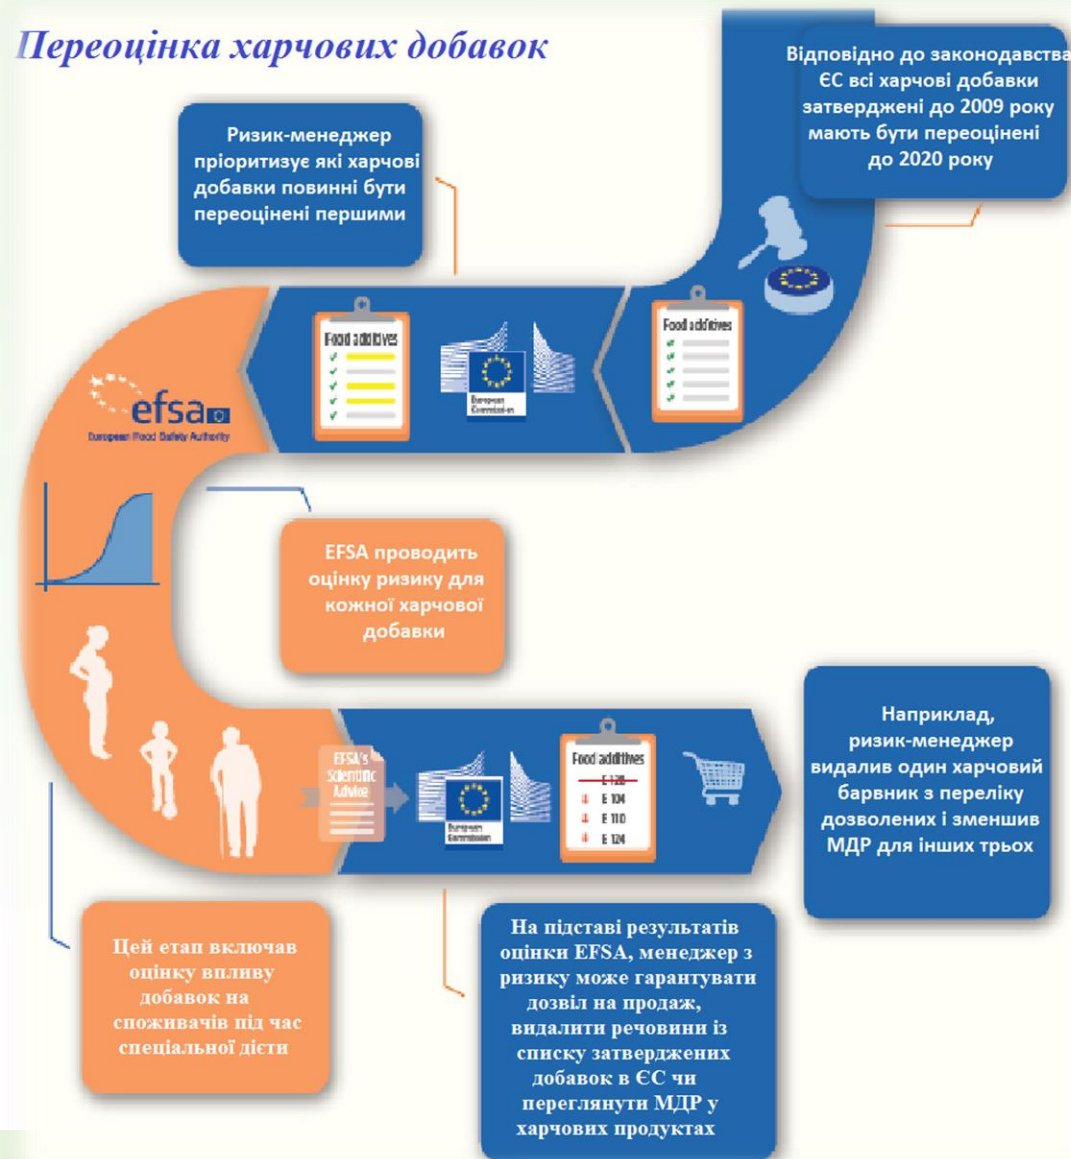 Переоцінка харчових добавок
Відповідно до законодавства
ЄС всі харчові добавки
затверджені до 2009 року
мають бути переоцінені
до 2020 року
Ризик-менеджер
пріоритизує які харчові
добавки повинні бути
переоцінені першими
Food additives
Food additives
European
Commission
efsa
European Food Safety Authority
EFSA проводить
оцінку ризику для
кожної харчової
добавки
EFSA's
Scientific
Advice
European
Commission
Food additives
E 104
E 110
E 124
Наприклад,
ризик-менеджер
видалив один харчовий
барвник з переліку
дозволених і зменшив
МДР для інших трьох
Цей етап включав
оцінку впливу
добавок на
споживачів під час
спеціальної дієти
На підставі результатів
оцінки EFSA, менеджер з
ризику може гарантувати
дозвіл на продаж,
видалити речовини із
списку затверджених
добавок в ЄС чи
переглянути МДР у
харчових продуктах